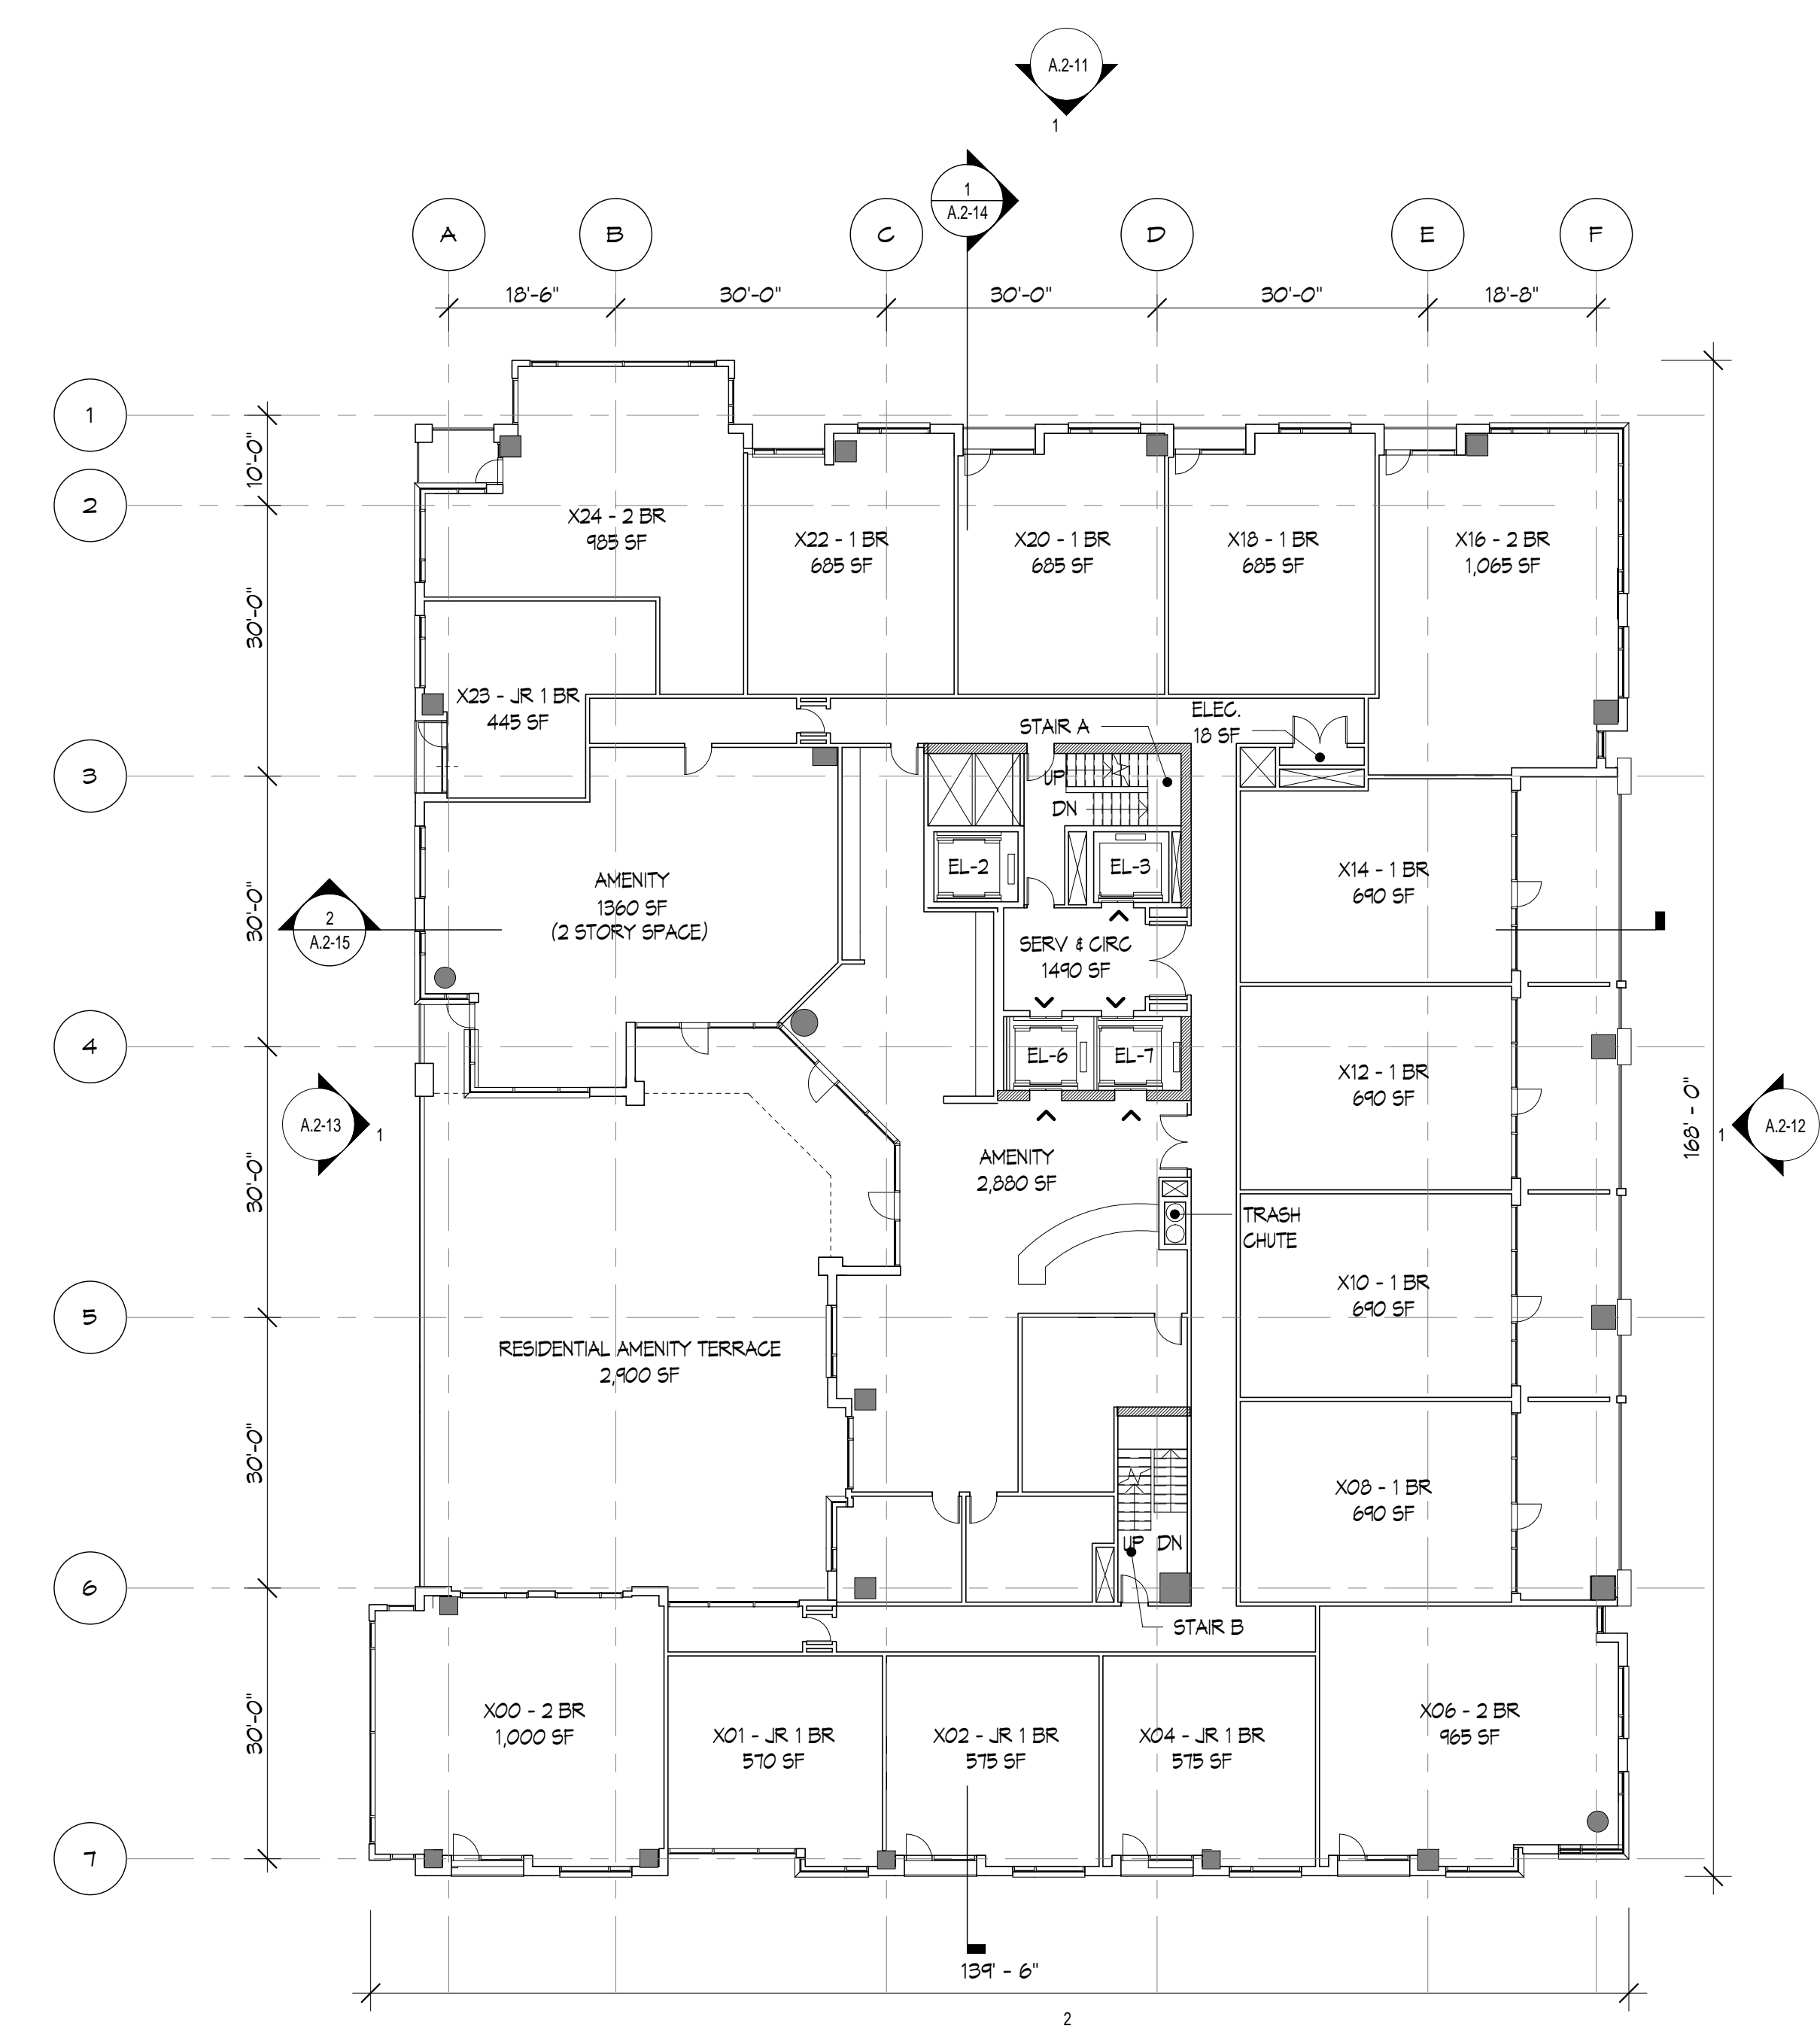 A.2-11
1
1
A.2-14
A
B
C
D
E
F
18'-6"
30'-0"
30'-0"
30'-0"
18'-8"
1
10'-0"
2
X24 - 2 BR
985 SF
X22 - 1 BR
685 SF
X20 - 1 BR
685 SF
X18 - 1 BR
685 SF
X16 - 2 BR
1,065 SF
30'-0"
X23 - JR 1 BR
445 SF
STAIR A
ELEC.
18 SF
3
UP
DN
EL-2
EL-3
X14 - 1 BR
690 SF
AMENITY
1360 SF
(2 STORY SPACE)
30'-0"
2
A.2-15
SERV & CIRC
1490 SF
4
EL-6
EL-7
X12 - 1 BR
690 SF
A.2-13
1
168' - 0"
1
A.2-12
AMENITY
2,880 SF
30'-0"
TRASH
CHUTE
X10 - 1 BR
690 SF
5
RESIDENTIAL AMENITY TERRACE
2,900 SF
30'-0"
X08 - 1 BR
690 SF
UP
DN
6
STAIR B
30'-0"
X00 - 2 BR
1,000 SF
X01 - JR 1 BR
570 SF
X02 - JR 1 BR
575 SF
X04 - JR 1 BR
575 SF
X06 - 2 BR
965 SF
7
139' - 6"
2